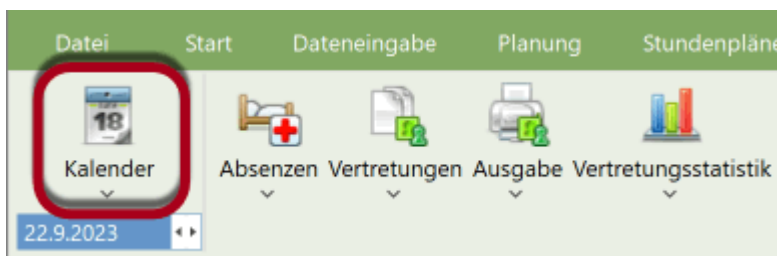 Datei Start Dateneingabe Planung Stundenpläne
18
Kalender Absenzen Vertretungen Ausgabe Vertretungsstatistik
22.9.2023